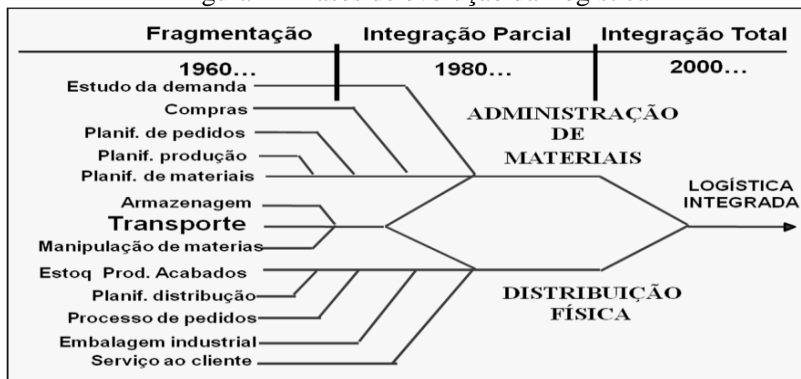 Fragmentação Integração Parcial Integração Total
1960... 1980... 2000...
Estudo da demanda
Compras
Planif. de pedidos
Planif. produção
Planif. de materiais
ADMINISTRAÇÃO
DE
MATERIAIS
Armazenagem
Transporte
Manipulação de materias
LOGÍSTICA
INTEGRADA
Estoq Prod. Acabados
Planif. distribuição
Processo de pedidos
Embalagem industrial
Serviço ao cliente
DISTRIBUIÇÃO
FÍSICA